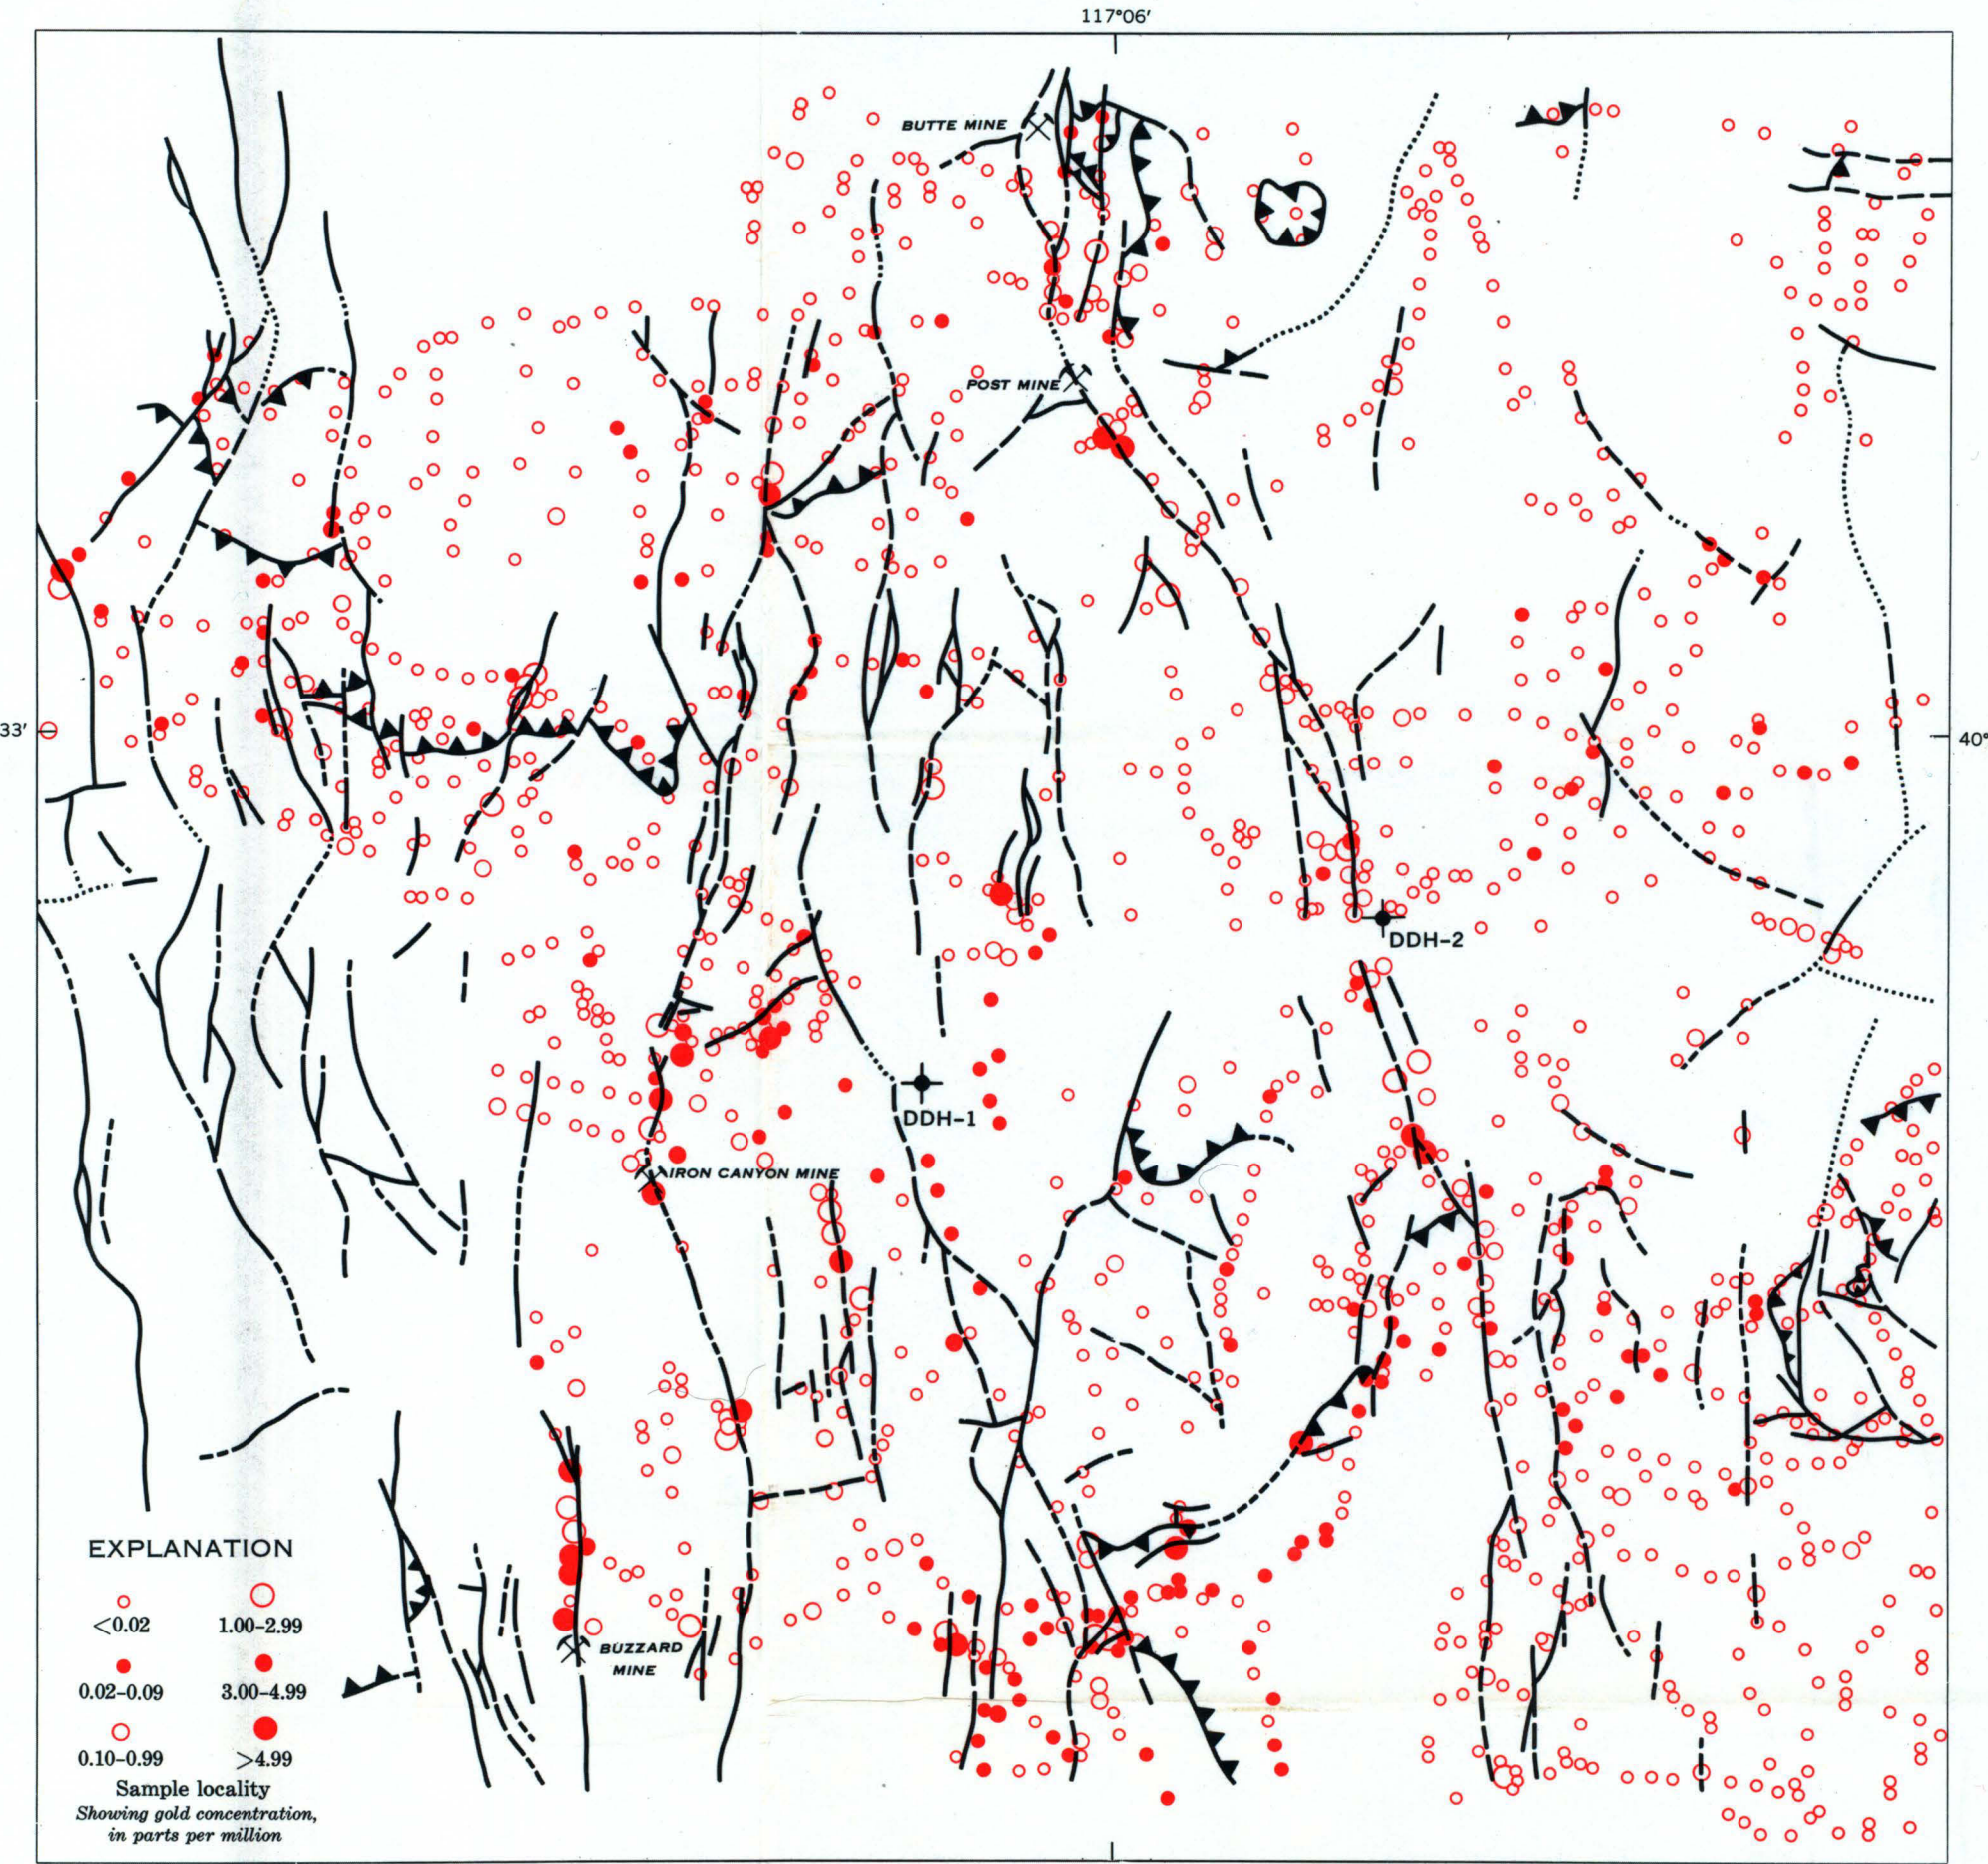 117°06′
BUTTE MINE
POST MINE
33′
40°
DDH-2
DDH-1
IRON CANYON MINE
EXPLANATION
<0.02
1.00-2.99
0.02-0.09
3.00-4.99
0.10-0.99
>4.99
Sample locality
Showing gold concentration,
in parts per million
BUZZARD
MINE